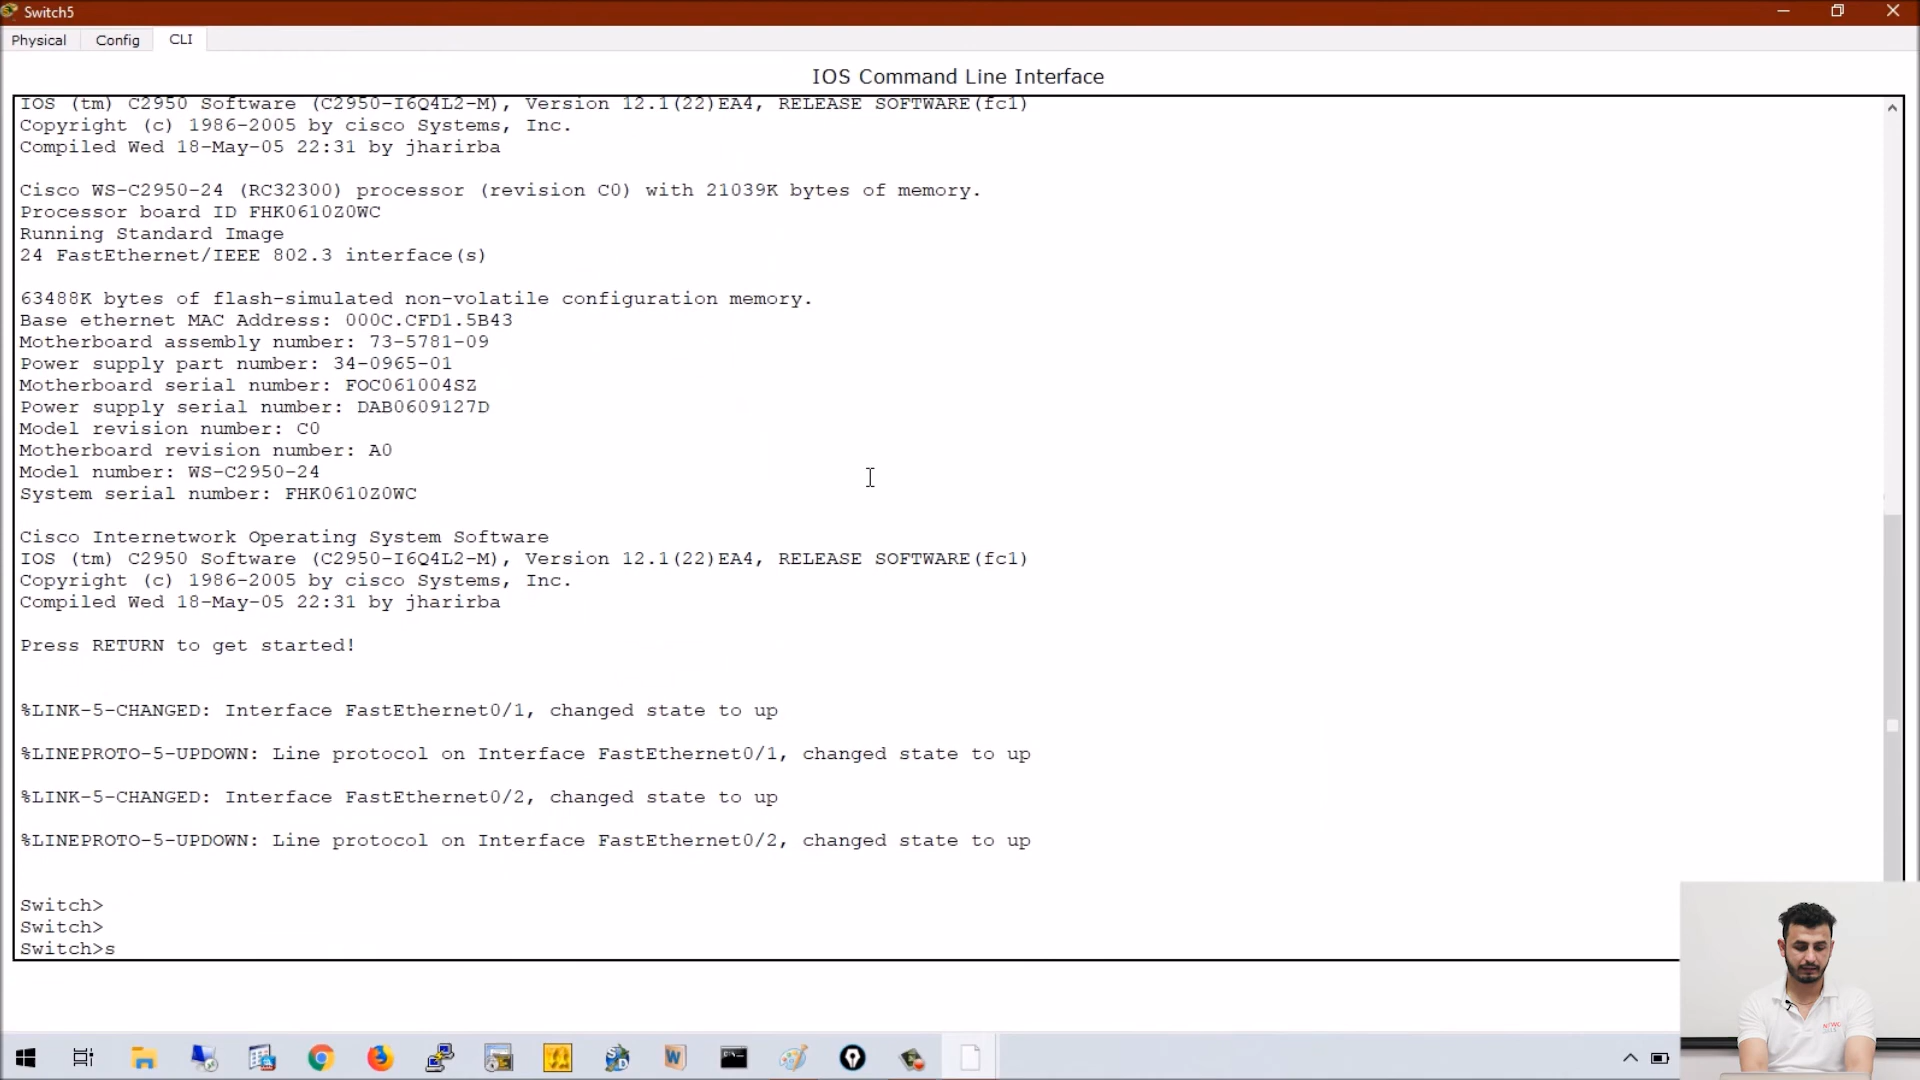 Switch5
Physical Config CLI
IOS Command Line Interface
IOS (tm) C2950 Software (C2950-I6Q4L2-M), Version 12.1(22)EA4, RELEASE SOFTWARE(fc1)
Copyright (c) 1986-2005 by cisco Systems, Inc.
Compiled Wed 18-May-05 22:31 by jharirba
Cisco WS-C2950-24 (RC32300) processor (revision C0) with 21039K bytes of memory.
Processor board ID FHK0610Z0WC
Running Standard Image
24 FastEthernet/IEEE 802.3 interface(s)
63488K bytes of flash-simulated non-volatile configuration memory.
Base ethernet MAC Address: 000C.CFD1.5B43
Motherboard assembly number: 73-5781-09
Power supply part number: 34-0965-01
Motherboard serial number: FOC061004SZ
Power supply serial number: DAB0609127D
Model revision number: C0
Motherboard revision number: A0
Model number: WS-C2950-24
System serial number: FHK0610Z0WC
Cisco Internetwork Operating System Software
IOS (tm) C2950 Software (C2950-I6Q4L2-M), Version 12.1(22)EA4, RELEASE SOFTWARE(fc1)
Copyright (c) 1986-2005 by cisco Systems, Inc.
Compiled Wed 18-May-05 22:31 by jharirba
Press RETURN to get started!
%LINK-5-CHANGED: Interface FastEthernet0/1, changed state to up
%LINEPROTO-5-UPDOWN: Line protocol on Interface FastEthernet0/1, changed state to up
%LINK-5-CHANGED: Interface FastEthernet0/2, changed state to up
%LINEPROTO-5-UPDOWN: Line protocol on Interface FastEthernet0/2, changed state to up
Switch>
Switch>
Switch>s